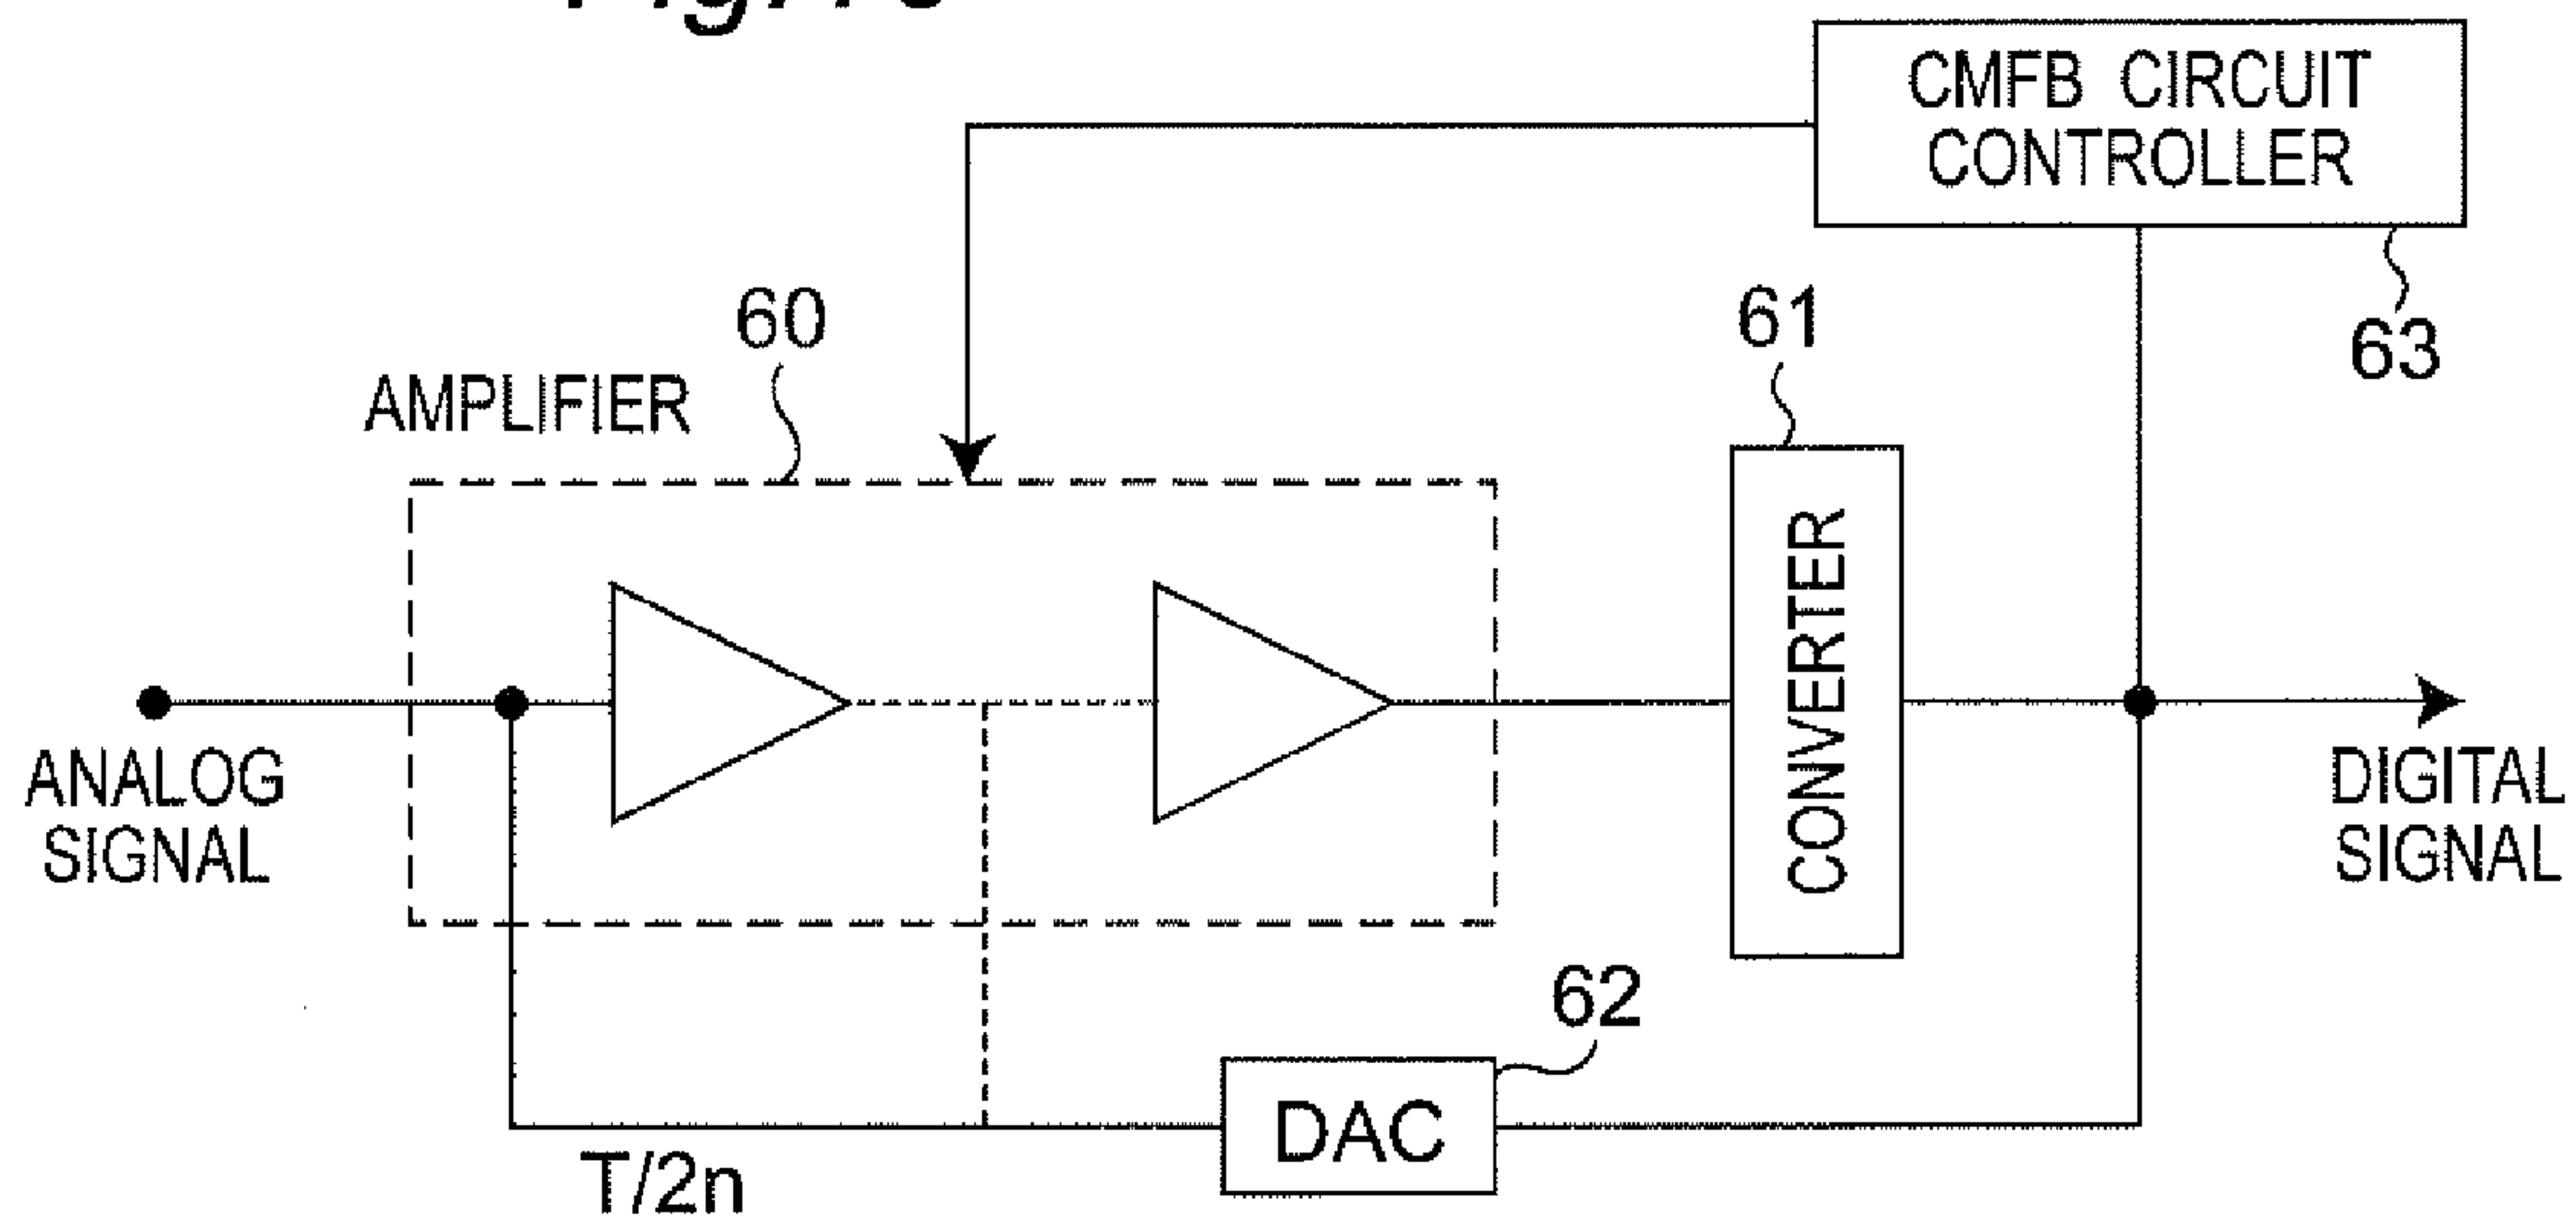 CMFB CIRCUIT
CONTROLLER
60
61
63
AMPLIFIER
CONVERTER
ANALOG
SIGNAL
DIGITAL
SIGNAL
62
DAC
T/2n